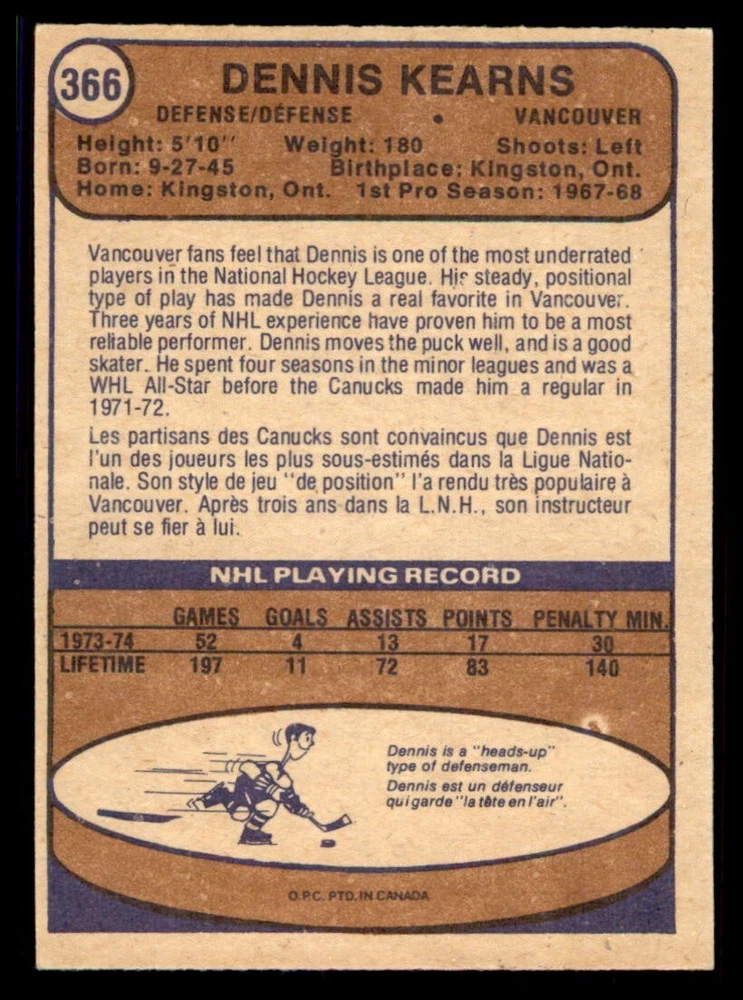 366
DENNIS KEARNS
DEFENSE/DÉFENSE • VANCOUVER
Height: 5'10'' Weight: 180 Shoots: Left
Born: 9-27-45 Birthplace: Kingston, Ont.
Home: Kingston, Ont. 1st Pro Season: 1967-68
Vancouver fans feel that Dennis is one of the most underrated
players in the National Hockey League. His steady, positional
type of play has made Dennis a real favorite in Vancouver.
Three years of NHL experience have proven him to be a most
reliable performer. Dennis moves the puck well, and is a good
skater. He spent four seasons in the minor leagues and was a
WHL All-Star before the Canucks made him a regular in
1971-72.
Les partisans des Canucks sont convaincus que Dennis est
l'un des joueurs les plus sous-estimés dans la Ligue Natio-
nale. Son style de jeu "de position" l'a rendu très populaire à
Vancouver. Après trois ans dans la L.N.H., son instructeur
peut se fier à lui.
NHL PLAYING RECORD
GAMES GOALS ASSISTS POINTS PENALTY MIN.
1973-74 52 4 13 17 30
LIFETIME 197 11 72 83 140
Dennis is a "heads-up"
type of defenseman.
Dennis est un défenseur
qui garde "la tête en l'air".
O.P.C. PTD. IN CANADA